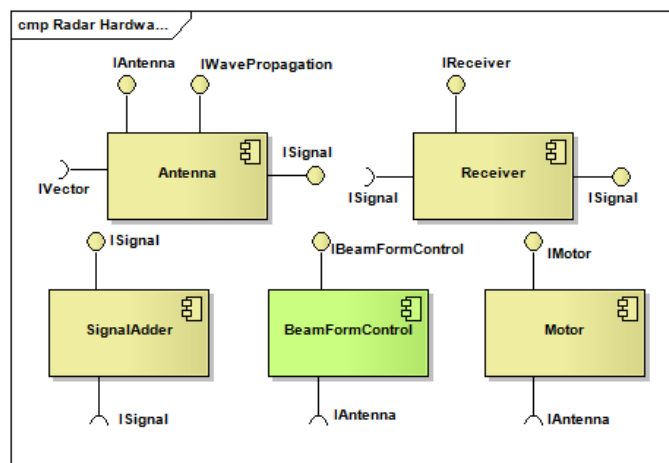 cmp Radar Hardwa...
IAntenna
IWavePropagation
IReceiver
Antenna
ISignal
IVector
Receiver
ISignal
ISignal
ISignal
IBeamFormControl
IMotor
SignalAdder
BeamFormControl
Motor
ISignal
IAntenna
IAntenna